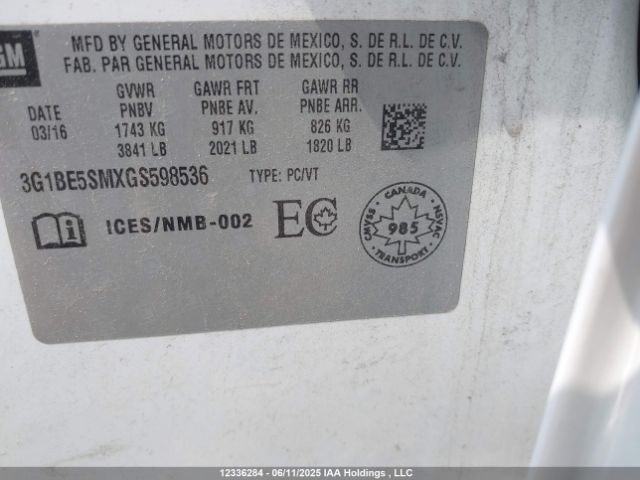 GM
MFD BY GENERAL MOTORS DE MEXICO, S. DE R.L. DE C.V.
FAB. PAR GENERAL MOTORS DE MEXICO, S. DE R.L. DE C.V.
GVWR GAWR FRT GAWR RR
DATE PNBV PNBE AV. PNBE ARR.
03/16 1743 KG 917 KG 826 KG
3841 LB 2021 LB 1820 LB
3G1BE5SMXGS598536 TYPE: PC/VT
ICES/NMB-002 EC
CANADA
CMVSS 985 NSVAC
TRANSPORT
12336284 - 06/11/2025 IAA Holdings , LLC